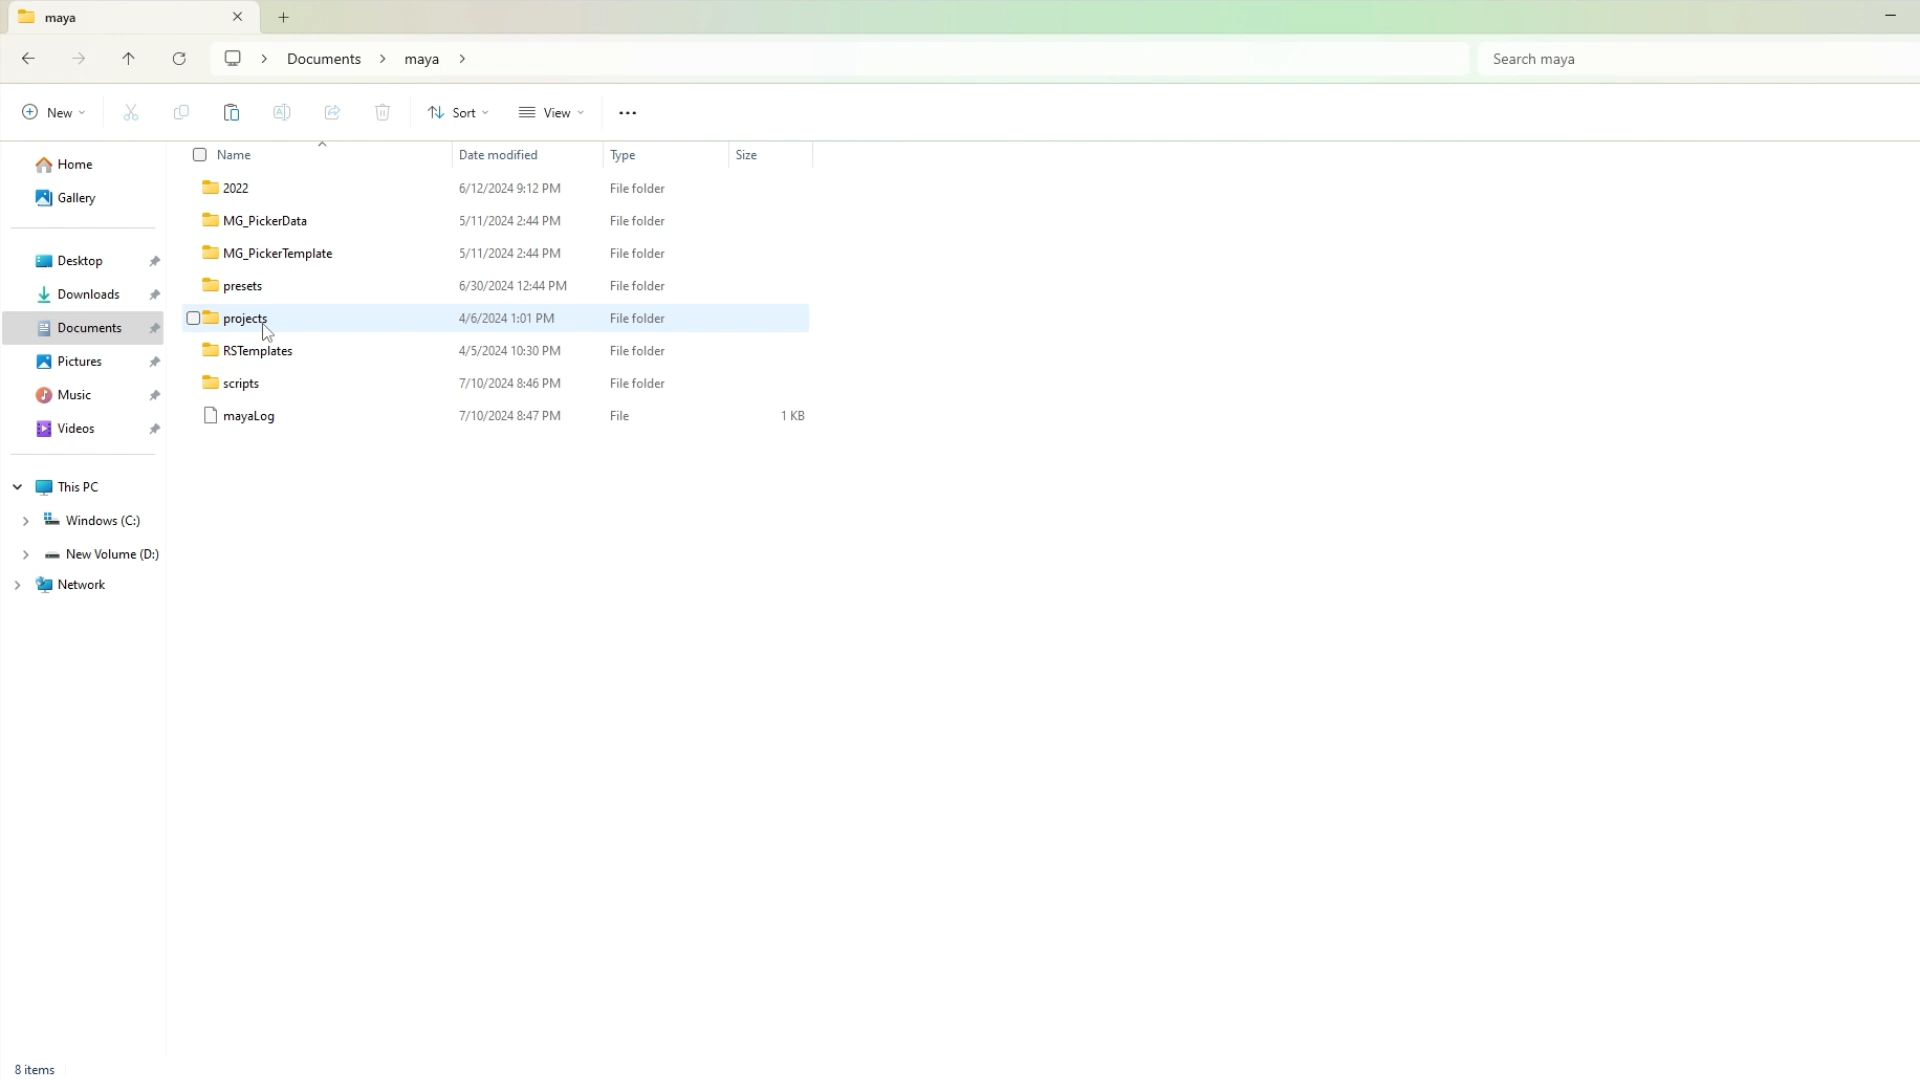 maya
Documents > maya >
Search maya
New
Sort
View
Name Date modified Type Size
Home
Gallery
Desktop
Downloads
Documents
Pictures
Music
Videos
This PC
Windows (C:)
New Volume (D:)
Network
2022 6/12/2024 9:12 PM File folder
MG_PickerData 5/11/2024 2:44 PM File folder
MG_PickerTemplate 5/11/2024 2:44 PM File folder
presets 6/30/2024 12:44 PM File folder
projects 4/6/2024 1:01 PM File folder
RSTemplates 4/5/2024 10:30 PM File folder
scripts 7/10/2024 8:46 PM File folder
mayaLog 7/10/2024 8:47 PM File 1 KB
8 items